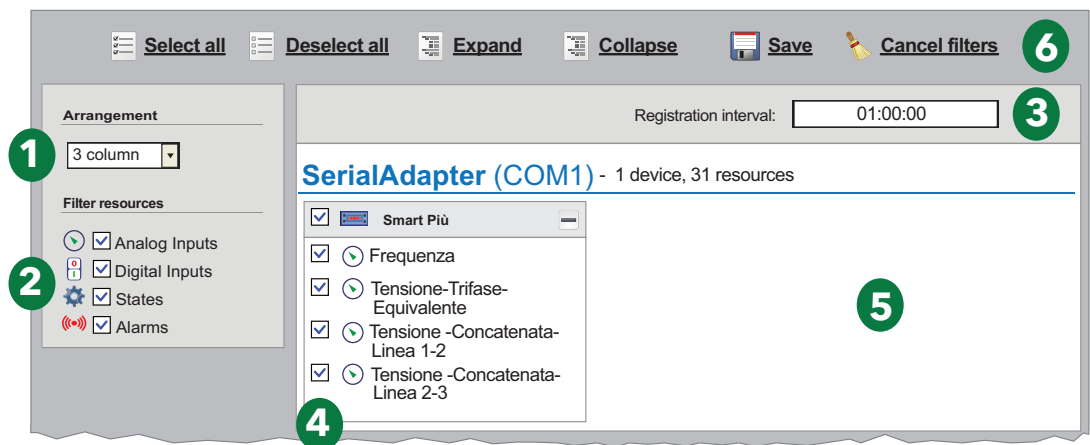 Select all Deselect all Expand Collapse Save Cancel filters 6
Arrangement
1
3 column
Filter resources
2
Analog Inputs
Digital Inputs
States
Alarms
Registration interval: 01:00:00 3
SerialAdapter (COM1) - 1 device, 31 resources
Smart Più
Frequenza
Tensione-Trifase-
Equivalente
Tensione -Concatenata-
Linea 1-2
Tensione -Concatenata-
Linea 2-3
4
5